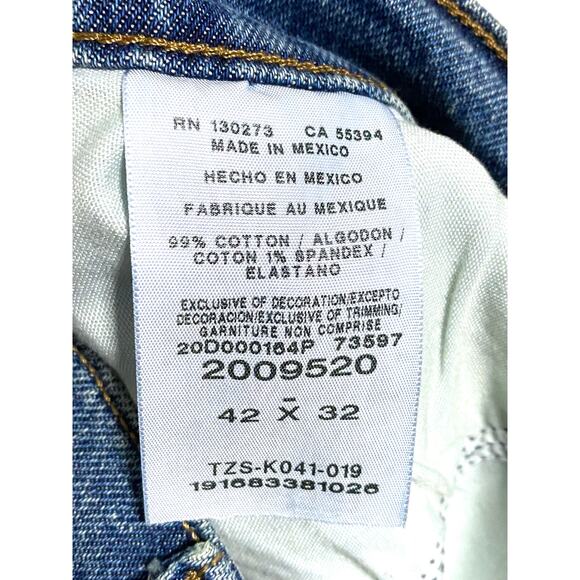 RN 130273 CA 55394
MADE IN MEXICO
HECHO EN MEXICO
FABRIQUE AU MEXIQUE
99% COTTON / ALGODON /
COTON 1% SPANDEX /
ELASTANO
EXCLUSIVE OF DECORATION/EXCEPTO
DECORACION/EXCLUSIVE OF TRIMMING/
GARNITURE NON COMPRISE
20D000164P 73597
2009520
42 X 32
TZS-K041-019
191683381026